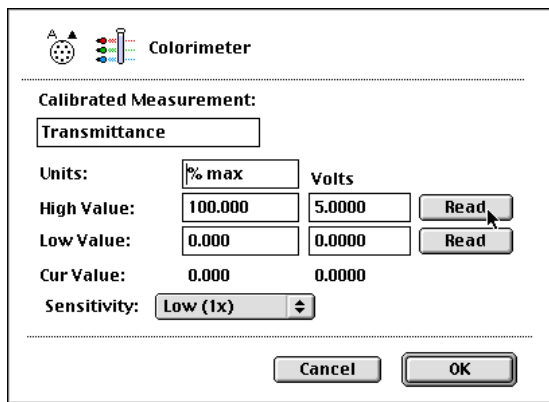 A Colorimeter
Calibrated Measurement:
Transmittance
Units: % max Volts
High Value: 100.000 5.0000 Read
Low Value: 0.000 0.0000 Read
Cur Value: 0.000 0.0000
Sensitivity: Low (1x)
Cancel OK